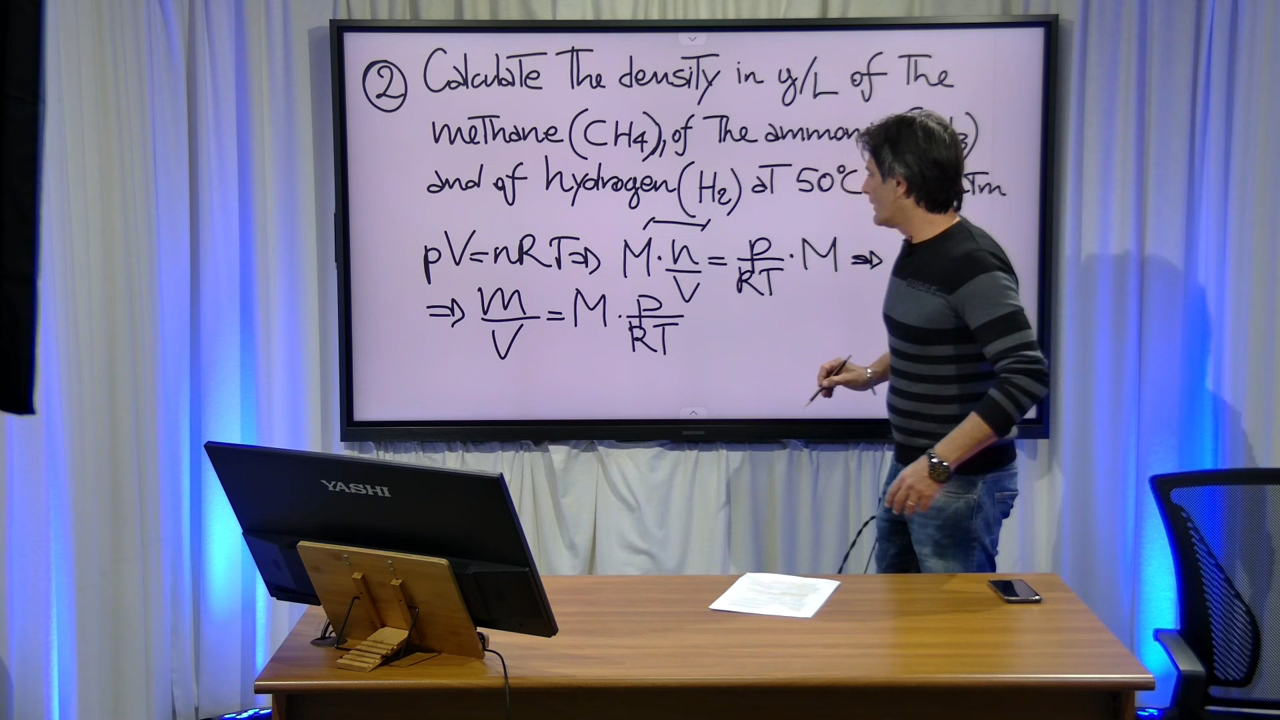 ② Calculate The density in g/L of The
methane (CH4), of The ammon
and of hydrogen (H2) at 50°C
pV=nRT ⇒ M · n/V = p/RT · M ⇒
⇒ m/V = M · p/RT
YASHI